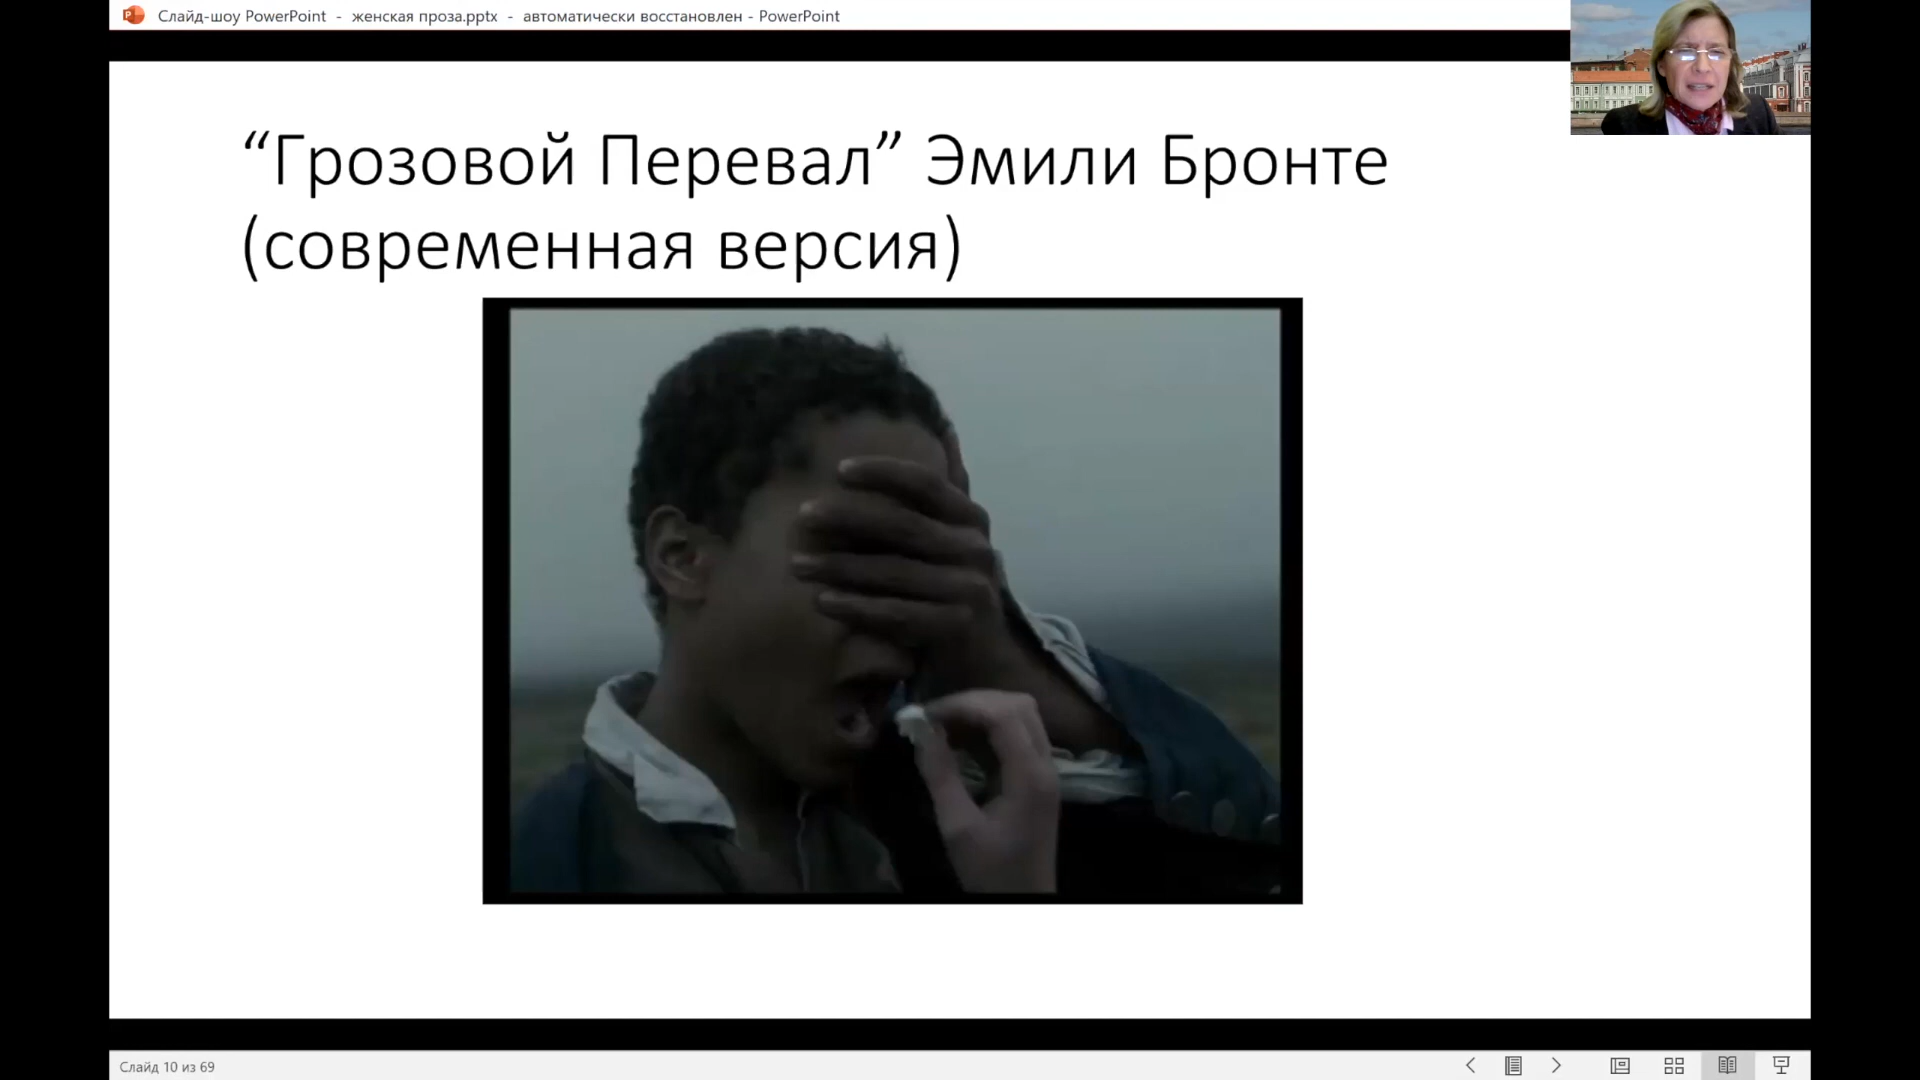 Слайд-шоу PowerPoint - женская проза.pptx - автоматически восстановлен - PowerPoint
“Грозовой Перевал” Эмили Бронте
(современная версия)
Слайд 10 из 69